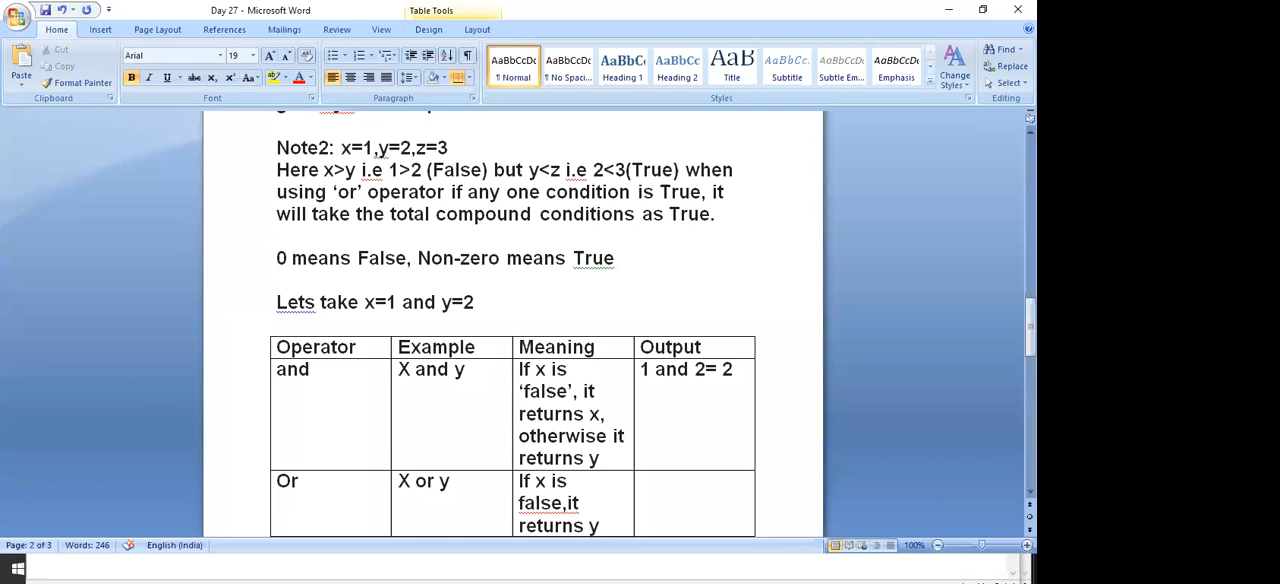 Day 27 - Microsoft Word
Table Tools
Home Insert Page Layout References Mailings Review View Design Layout
Cut
Copy
Format Painter
Paste
Clipboard
Arial 19
Font
Paragraph
AaBbCcDc AaBbCcDc AaBbC AaBbCc AaB AaBbCc. AaBbCcDc AaBbCcDc
¶ Normal ¶ No Spaci... Heading 1 Heading 2 Title Subtitle Subtle Em... Emphasis
Change
Styles
Styles
Find
Replace
Select
Editing
Note2: x=1,y=2,z=3
Here x>y i.e 1>2 (False) but y<z i.e 2<3(True) when
using ‘or’ operator if any one condition is True, it
will take the total compound conditions as True.
0 means False, Non-zero means True
Lets take x=1 and y=2
Operator Example Meaning Output
and X and y If x is 1 and 2= 2
‘false’, it
returns x,
otherwise it
returns y
Or X or y If x is
false,it
returns y
Page: 2 of 3 Words: 246 English (India) 100%